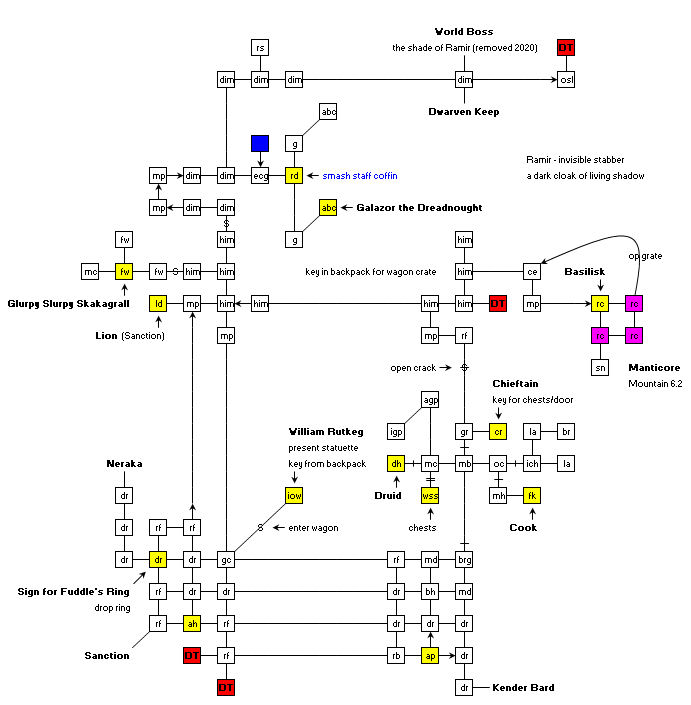 World Boss
rs
the shade of Ramir (removed 2020)
DT
dim dim dim dim osl
Dwarven Keep
abc
g
Ramir - invisible stabber
mp dim dim ecg rd smash staff coffin
a dark cloak of living shadow
mp dim dim abc Galazor the Dreadnought
S
fw him g him
op grate
mc fw fw S him key in backpack for wagon crate him ce
Basilisk
Glurpy Slurpy Skakagrall ld mp him him him him DT mp rc rc
Lion (Sanction) mp mp rf rc rc
open crack S sn Manticore
Chieftain
Mountain 6.2
agp key for chests/door
William Rutkeg igp gr cr la br
present statuette
Neraka key from backpack dh mc mb oc ich la
dr iow Druid wss mh fk
dr rf rf S enter wagon chests Cook
dr dr dr gc rf md brg
Sign for Fuddle's Ring rf dr dr dr bh md
drop ring
rf ah rf dr dr dr
Sanction DT rf rb ap dr
DT dr Kender Bard